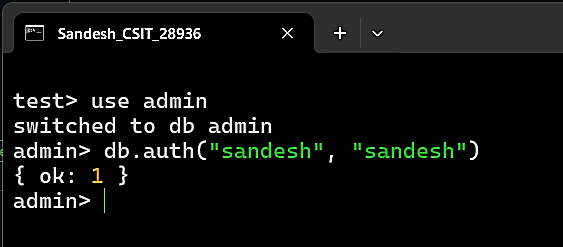 Sandesh_CSIT_28936
test> use admin
switched to db admin
admin> db.auth("sandesh", "sandesh")
{ ok: 1 }
admin>